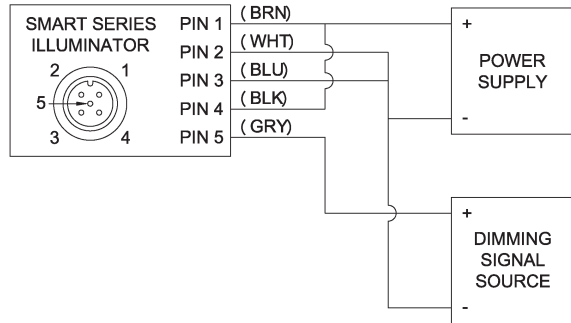 SMART SERIES
ILLUMINATOR
2 1
5
3 4
PIN 1 ( BRN)
PIN 2 ( WHT)
PIN 3 ( BLU)
PIN 4 ( BLK)
PIN 5 ( GRY)
+
POWER
SUPPLY
-
+
DIMMING
SIGNAL
SOURCE
-